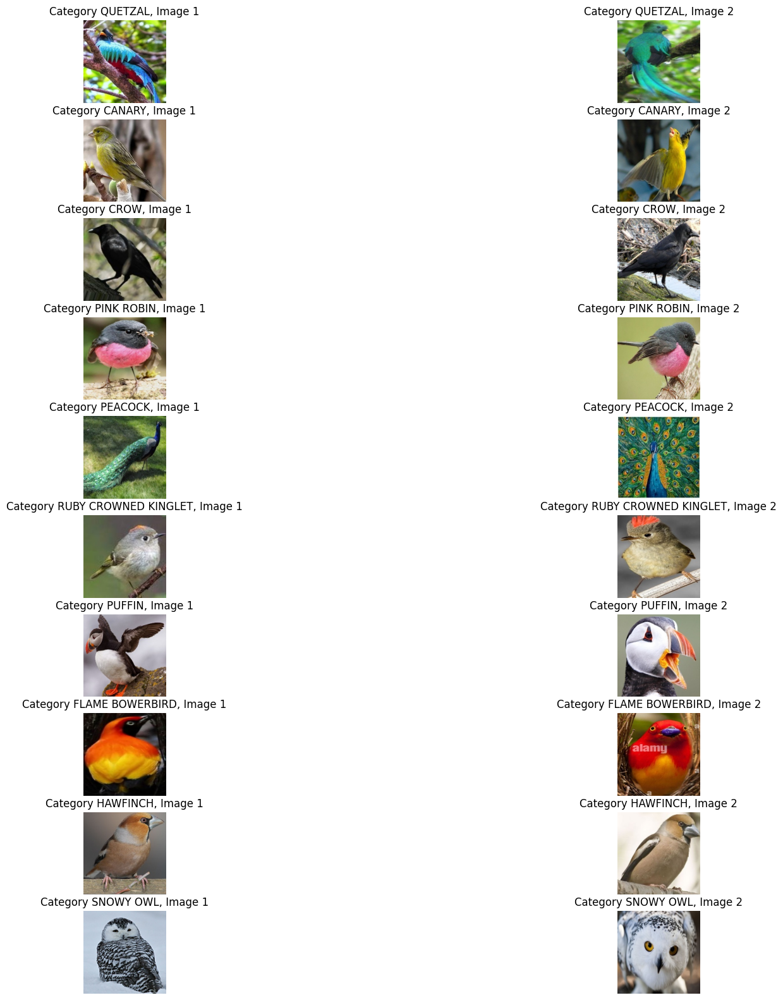 Category QUETZAL, Image 1
Category QUETZAL, Image 2
Category CANARY, Image 1
Category CANARY, Image 2
Category CROW, Image 1
Category CROW, Image 2
Category PINK ROBIN, Image 1
Category PINK ROBIN, Image 2
Category PEACOCK, Image 1
Category PEACOCK, Image 2
Category RUBY CROWNED KINGLET, Image 1
Category RUBY CROWNED KINGLET, Image 2
Category PUFFIN, Image 1
Category PUFFIN, Image 2
Category FLAME BOWERBIRD, Image 1
Category FLAME BOWERBIRD, Image 2
a
alamy
a
a
Category HAWFINCH, Image 1
Category HAWFINCH, Image 2
Category SNOWY OWL, Image 1
Category SNOWY OWL, Image 2